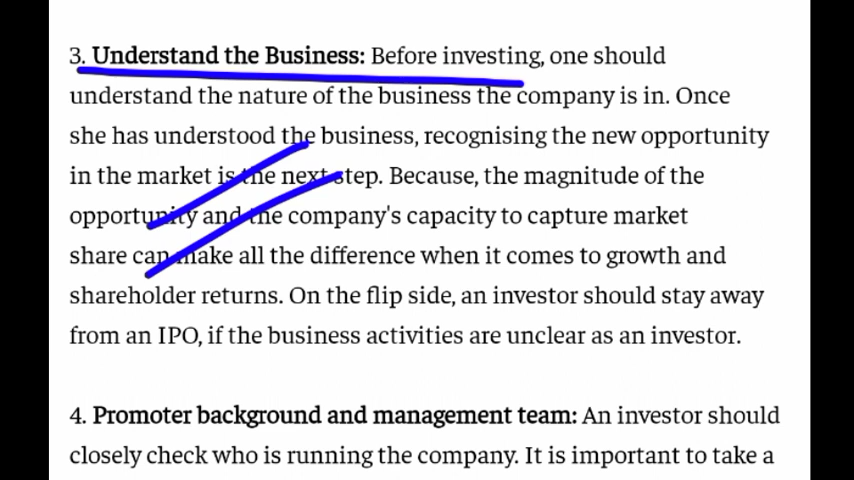 3. Understand the Business: Before investing, one should
understand the nature of the business the company is in. Once
she has understood the business, recognising the new opportunity
in the market is the next step. Because, the magnitude of the
opportunity and the company's capacity to capture market
share can make all the difference when it comes to growth and
shareholder returns. On the flip side, an investor should stay away
from an IPO, if the business activities are unclear as an investor.
4. Promoter background and management team: An investor should
closely check who is running the company. It is important to take a